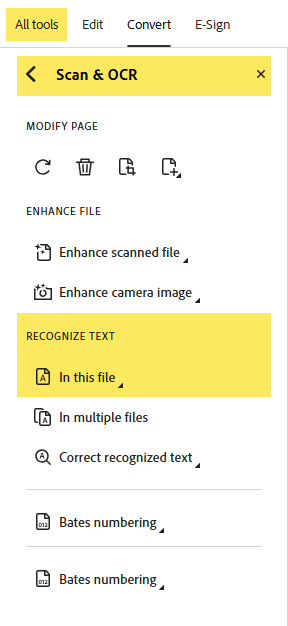 All tools Edit Convert E-Sign
Scan & OCR
MODIFY PAGE
ENHANCE FILE
Enhance scanned file
Enhance camera image
RECOGNIZE TEXT
In this file
In multiple files
Correct recognized text
Bates numbering
Bates numbering